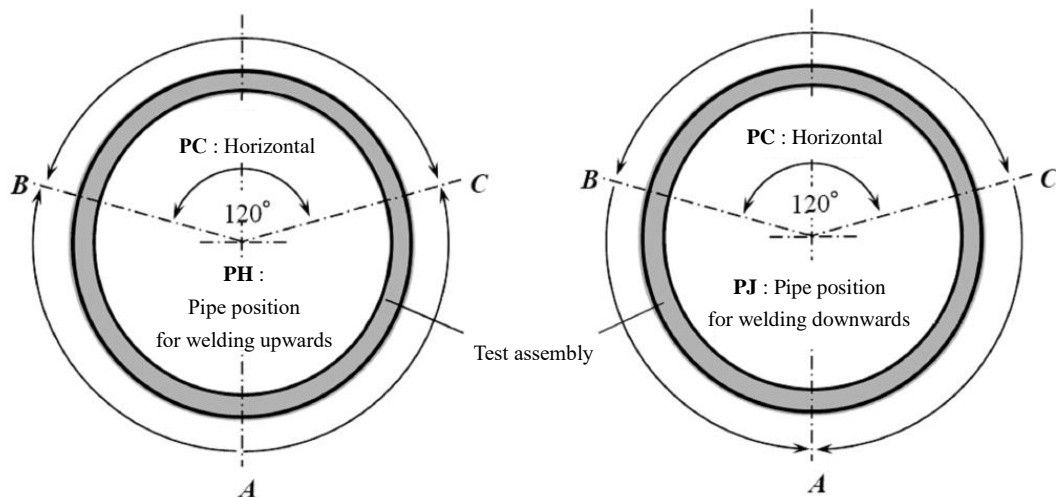 PC : Horizontal
B
C
120°
PH :
Pipe position
for welding upwards
A
Test assembly
PC : Horizontal
B
C
120°
PJ : Pipe position
for welding downwards
A